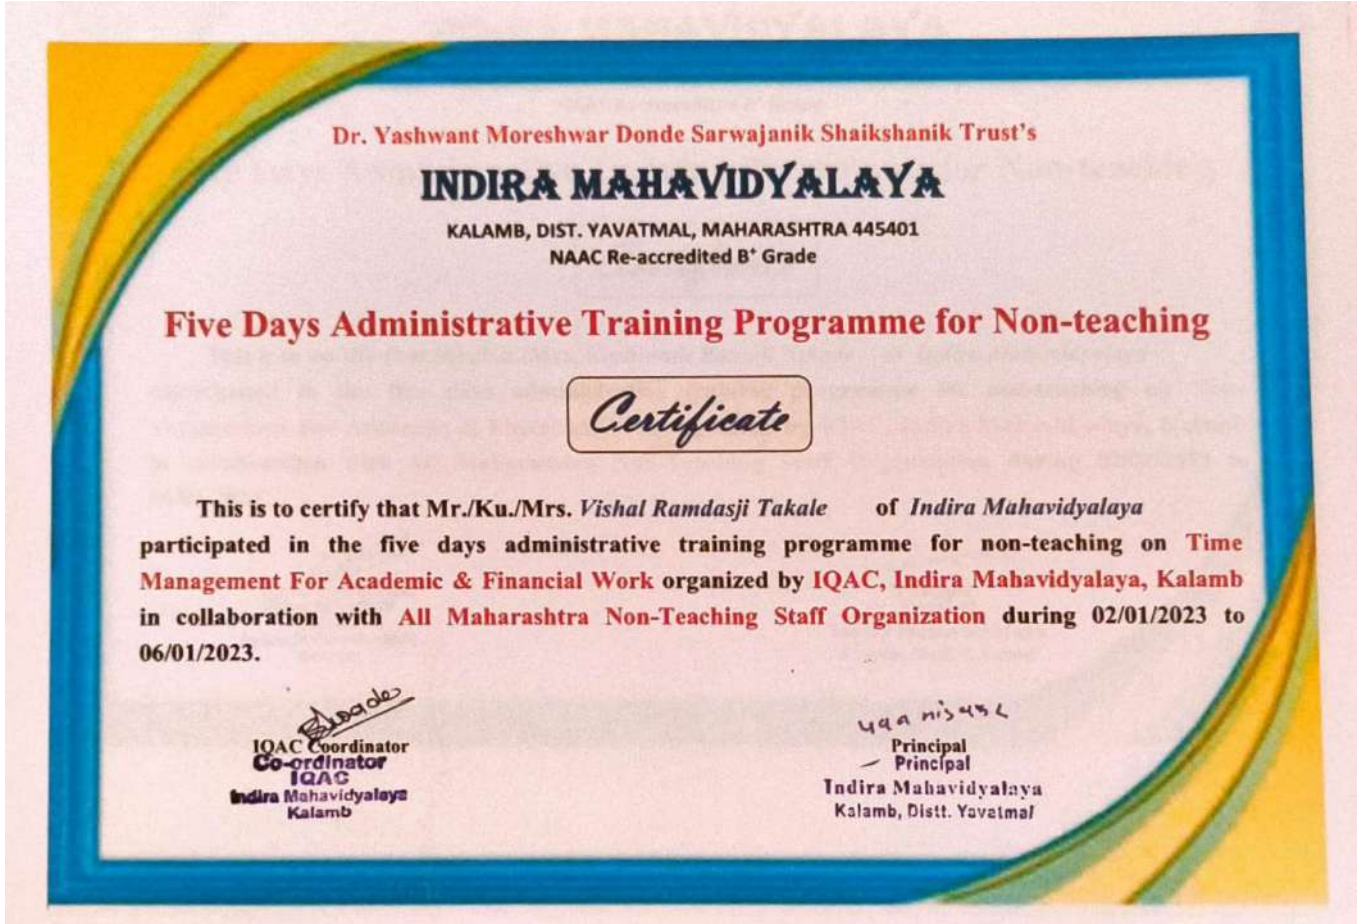 Dr. Yashwant Moreshwar Donde Sarwajanik Shaikshanik Trust's
INDIRA MAHAVIDYALAYA
KALAMB, DIST. YAVATMAL, MAHARASHTRA 445401
NAAC Re-accredited B⁺ Grade
Five Days Administrative Training Programme for Non-teaching
Certificate
This is to certify that Mr./Ku./Mrs. Vishal Ramdasji Takale of Indira Mahavidyalaya
participated in the five days administrative training programme for non-teaching on Time
Management For Academic & Financial Work organized by IQAC, Indira Mahavidyalaya, Kalamb
in collaboration with All Maharashtra Non-Teaching Staff Organization during 02/01/2023 to
06/01/2023.
IQAC Coordinator
Co-ordinator
IQAC
Indira Mahavidyalaya
Kalamb
Principal
Principal
Indira Mahavidyalaya
Kalamb, Distt. Yavatmal